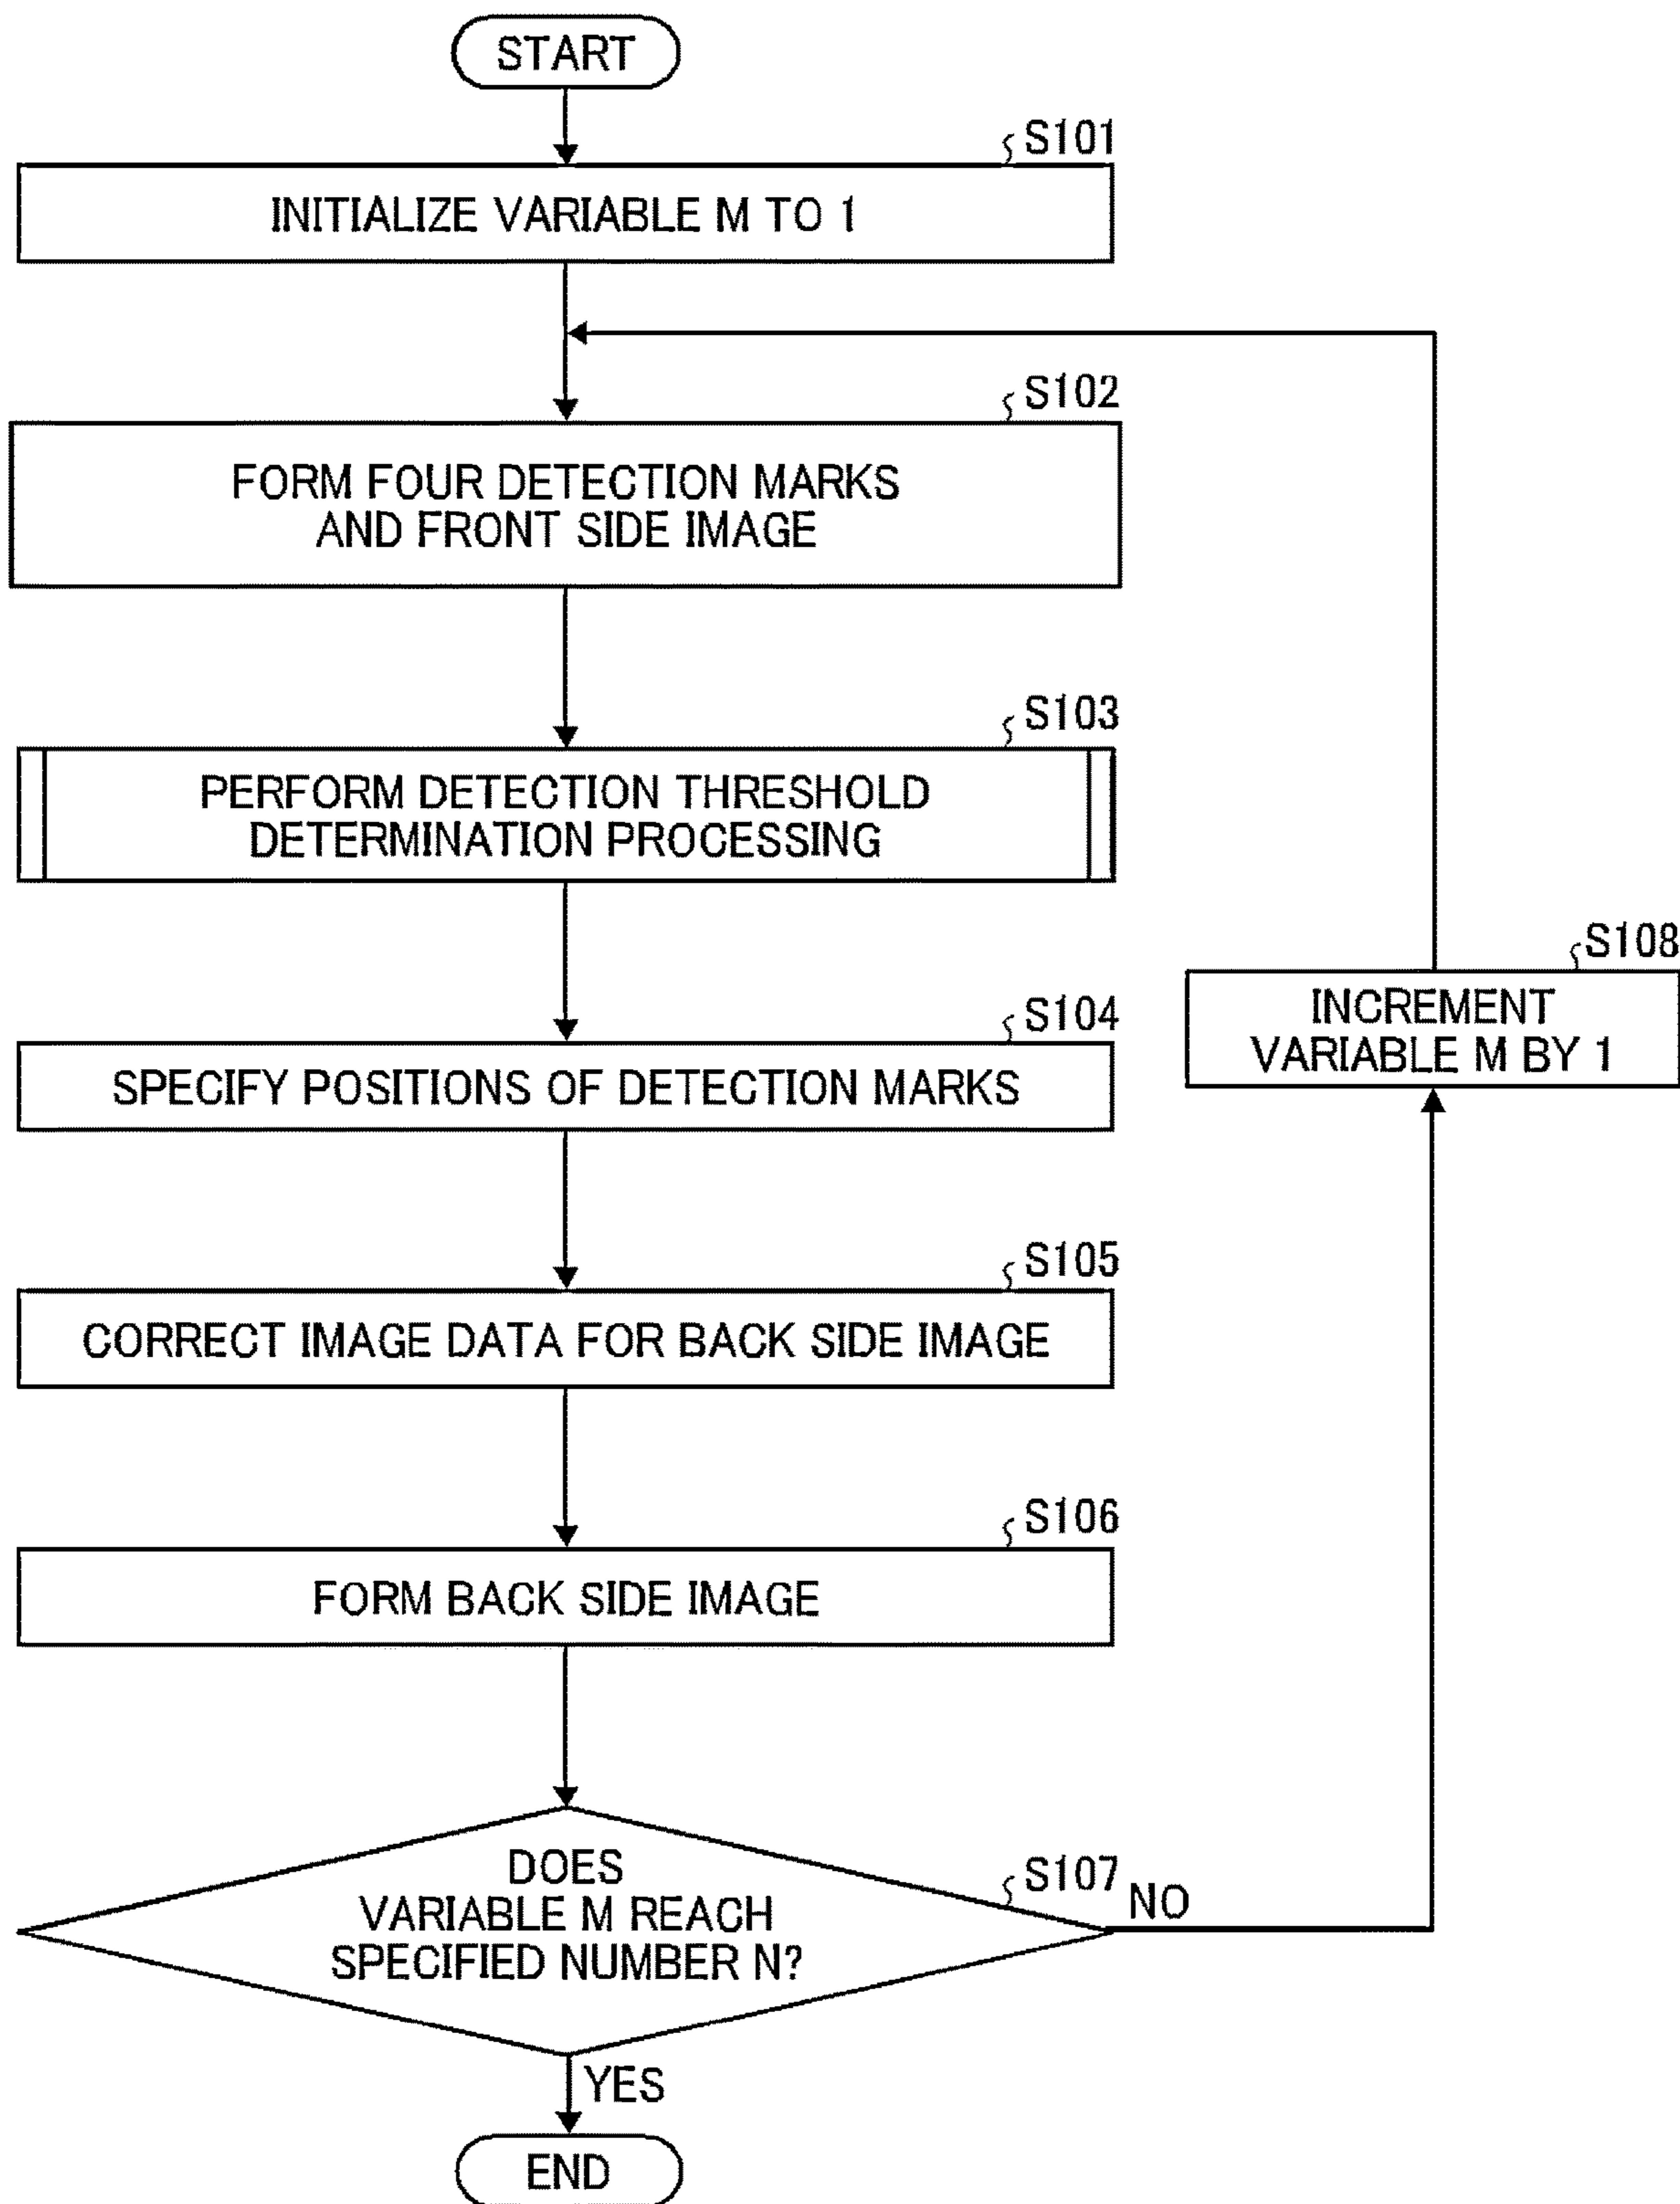 START
S101
INITIALIZE VARIABLE M TO 1
S102
FORM FOUR DETECTION MARKS
AND FRONT SIDE IMAGE
S103
PERFORM DETECTION THRESHOLD
DETERMINATION PROCESSING
S104
SPECIFY POSITIONS OF DETECTION MARKS
S105
CORRECT IMAGE DATA FOR BACK SIDE IMAGE
S106
FORM BACK SIDE IMAGE
S107
DOES
VARIABLE M REACH
SPECIFIED NUMBER N?
NO
S108
INCREMENT
VARIABLE M BY 1
YES
END